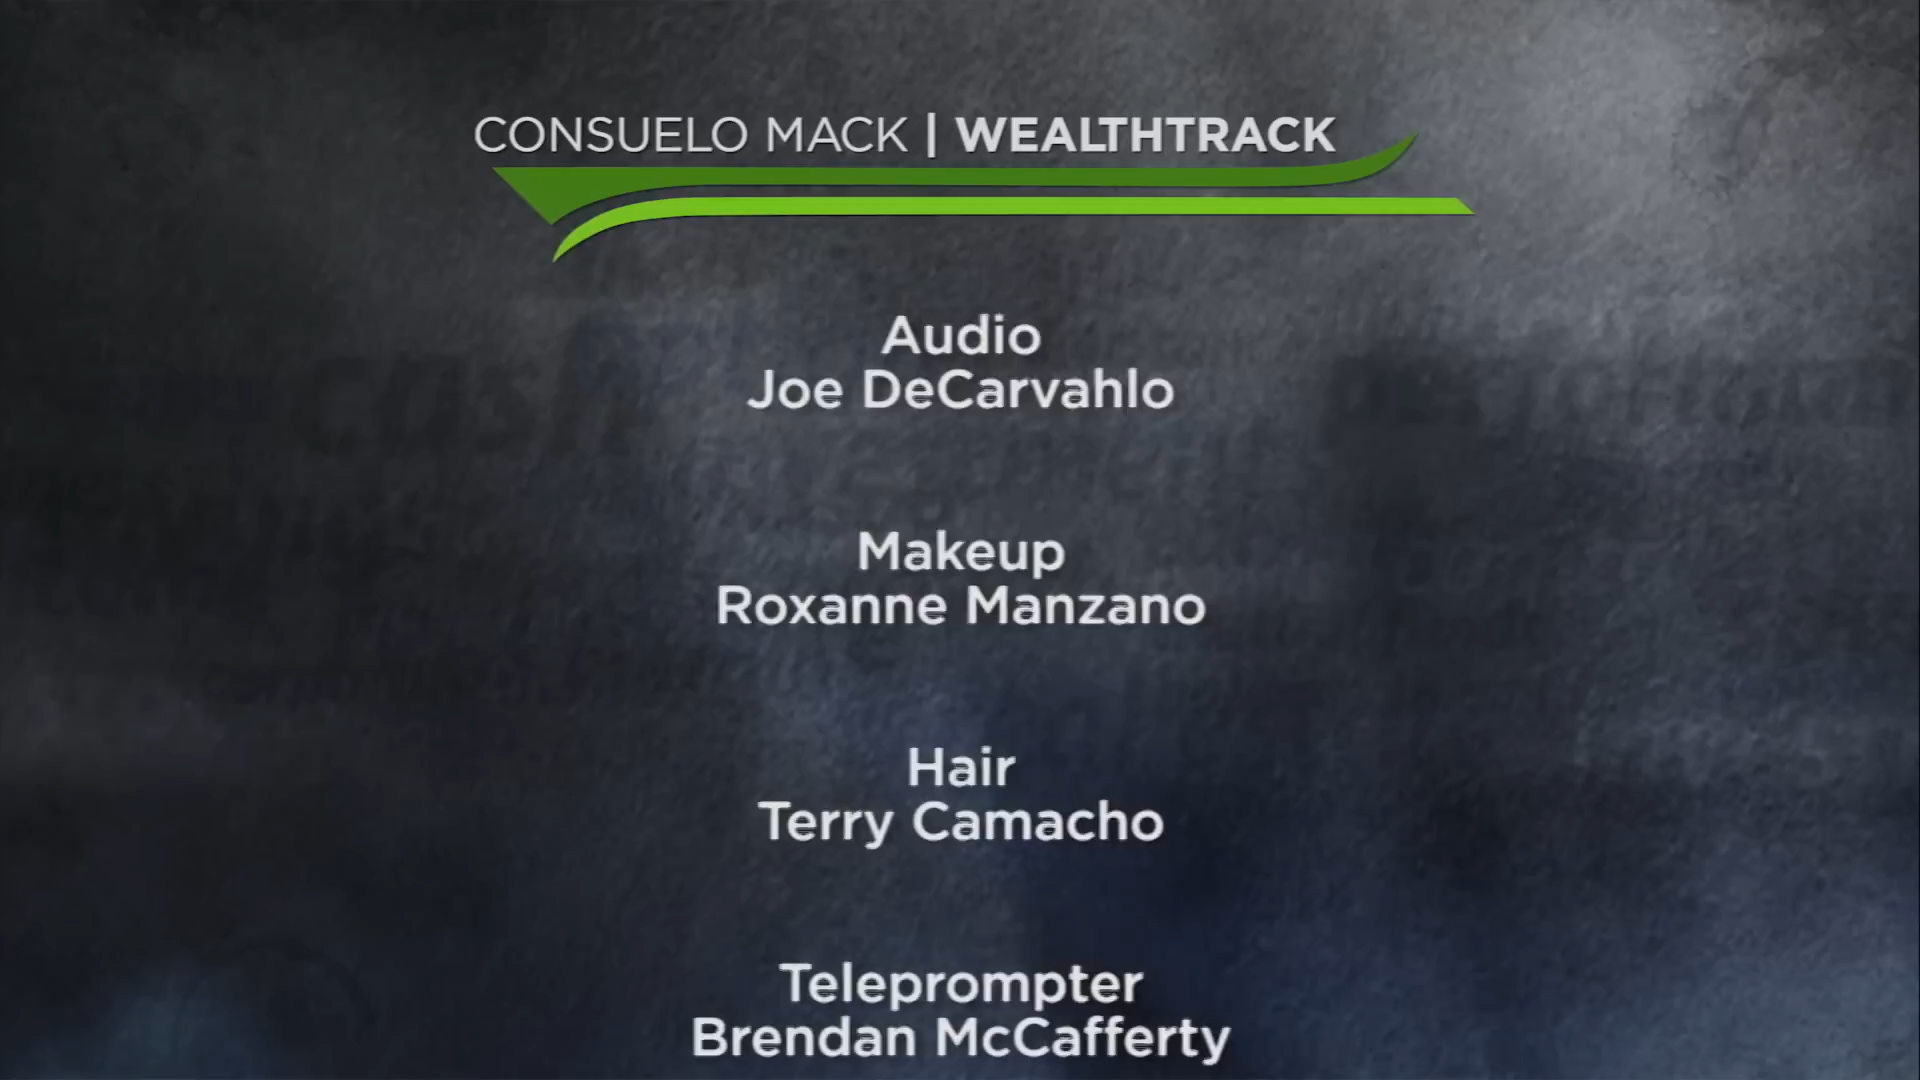 CONSUELO MACK | WEALTHTRACK
Audio
Joe DeCarvahlo
Makeup
Roxanne Manzano
Hair
Terry Camacho
Teleprompter
Brendan McCafferty